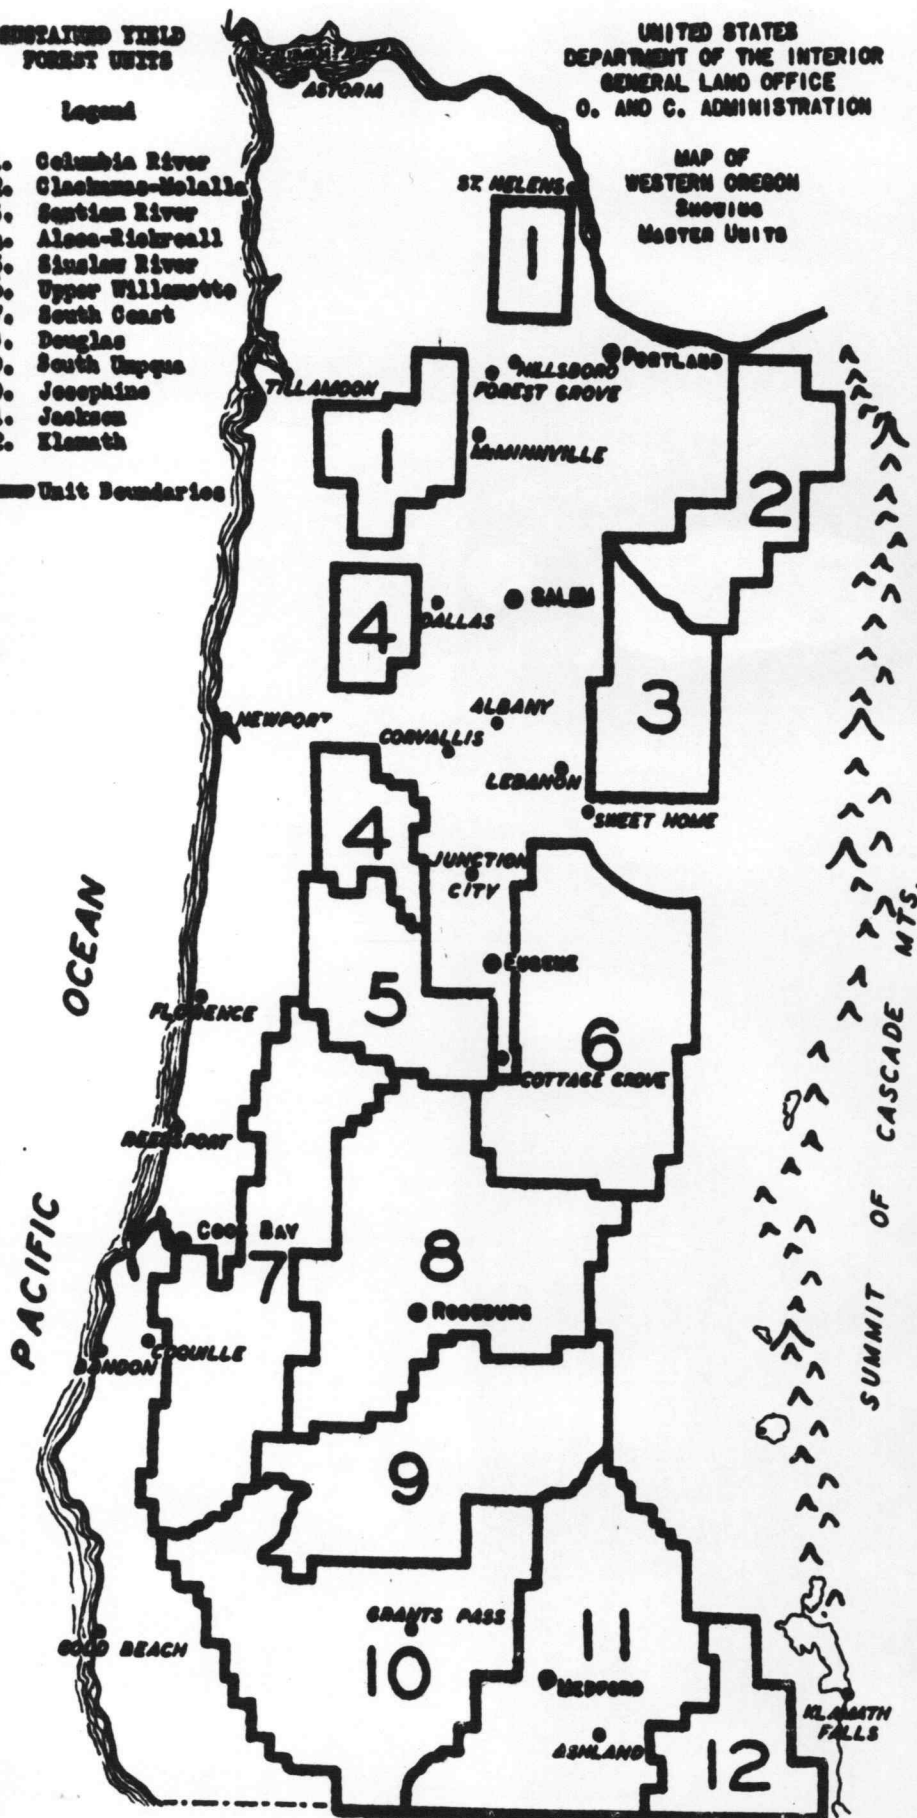 SUSTAINED YIELD
FOREST UNITS
Legend
Columbia River
Clackamas-Molalla
Santiam River
Alsea-Rickreall
Siuslaw River
Upper Willamette
South Coast
Douglas
South Umpqua
Josephine
Jackson
Klamath
Unit Boundaries
UNITED STATES
DEPARTMENT OF THE INTERIOR
GENERAL LAND OFFICE
O. AND C. ADMINISTRATION
MAP OF
WESTERN OREGON
SHOWING
MASTER UNITS
ASTORIA
ST. HELENS
1
PORTLAND
HILLSBORO
FOREST GROVE
TILLAMOOK
1
McMINNVILLE
2
SALEM
DALLAS
4
3
ALBANY
NEWPORT
CORVALLIS
LEBANON
SWEET HOME
4
JUNCTION
CITY
EUGENE
5
FLORENCE
6
COTTAGE GROVE
REEDSPORT
COOS BAY
7
8
ROSEBURG
COQUILLE
BANDON
9
GRANTS PASS
10
11
GOLD BEACH
MEDFORD
ASHLAND
12
KLAMATH
FALLS
PACIFIC OCEAN
SUMMIT OF CASCADE MTS.